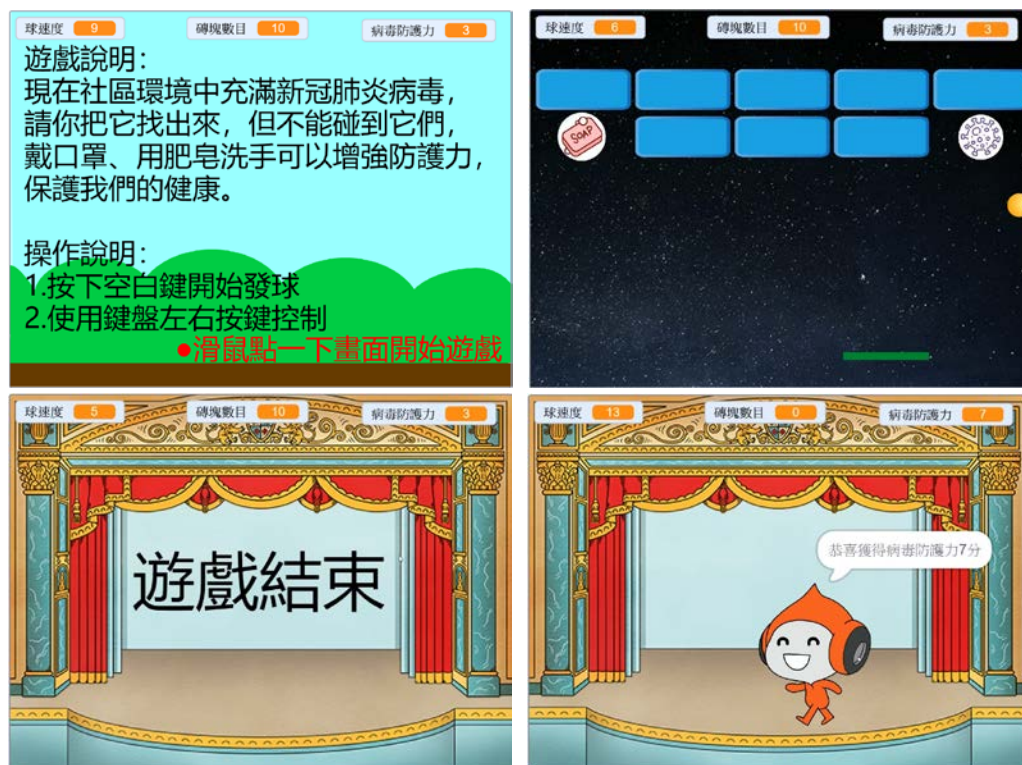 球速度 9 磚塊數目 10 病毒防護力 3
遊戲說明:
現在社區環境中充滿新冠肺炎病毒,
請你把它找出來,但不能碰到它們,
戴口罩、用肥皂洗手可以增強防護力,
保護我們的健康。
操作說明:
1.按下空白鍵開始發球
2.使用鍵盤左右按鍵控制
●滑鼠點一下畫面開始遊戲
球速度 6 磚塊數目 10 病毒防護力 3
SOAP
球速度 5 磚塊數目 10 病毒防護力 3
遊戲結束
球速度 13 磚塊數目 0 病毒防護力 7
恭喜獲得病毒防護力7分